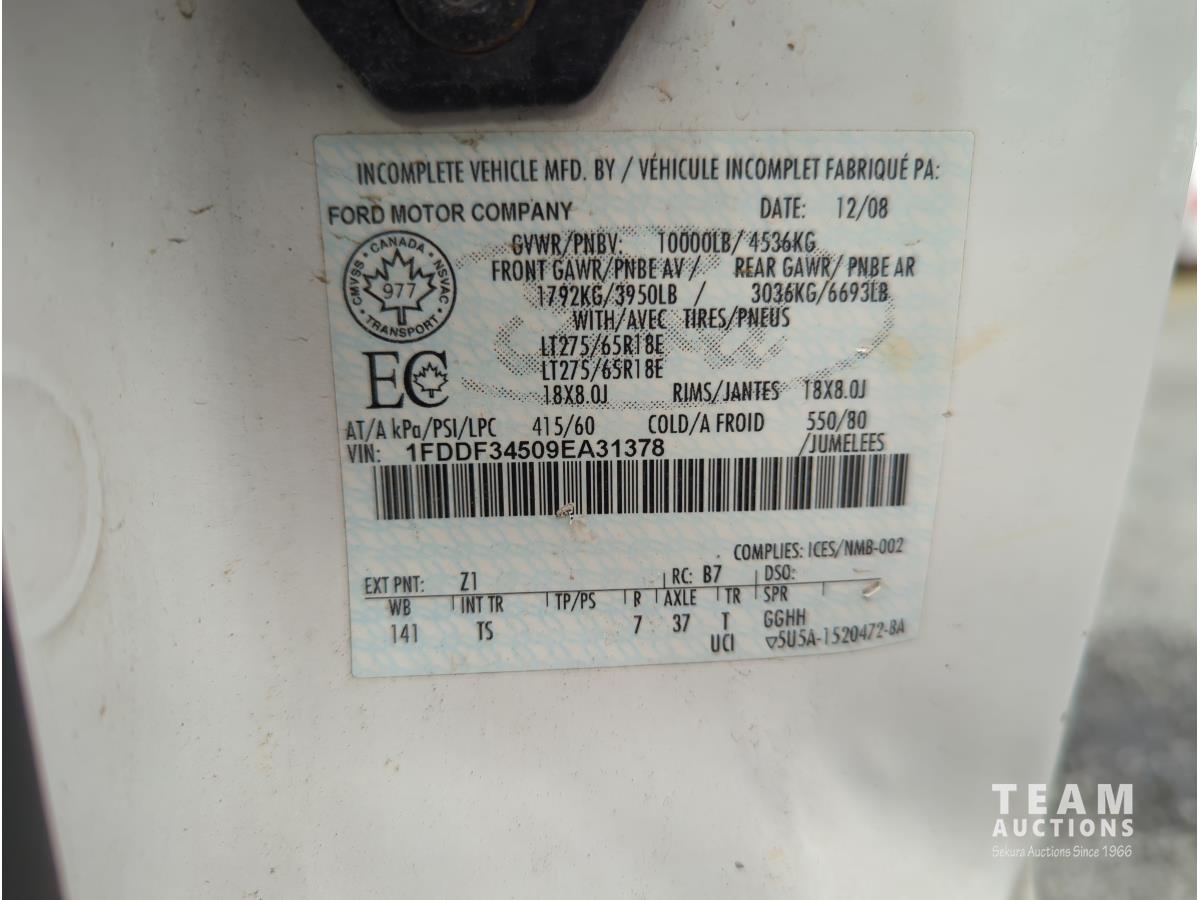 INCOMPLETE VEHICLE MFD. BY / VÉHICULE INCOMPLET FABRIQUÉ PA:
FORD MOTOR COMPANY DATE: 12/08
GVWR/PNBV: 10000LB/ 4536KG
FRONT GAWR/PNBE AV / REAR GAWR/ PNBE AR
1792KG/3950LB / 3036KG/6693LB
WITH/AVEC TIRES/PNEUS
LT275/65R18E
LT275/65R18E
18X8.0J RIMS/JANTES 18X8.0J
AT/A kPa/PSI/LPC 415/60 COLD/A FROID 550/80
/JUMELEES
VIN: 1FDDF34509EA31378
CMVSS · CANADA · NSVAC
977
· TRANSPORT ·
EC
COMPLIES: ICES/NMB-002
EXT PNT: Z1 RC: B7 DSO:
WB INT TR TP/PS R AXLE TR SPR
141 TS 7 37 T GGHH
UCI ▽5U5A-1520472-BA
TEAM
AUCTIONS
Sekura Auctions Since 1966